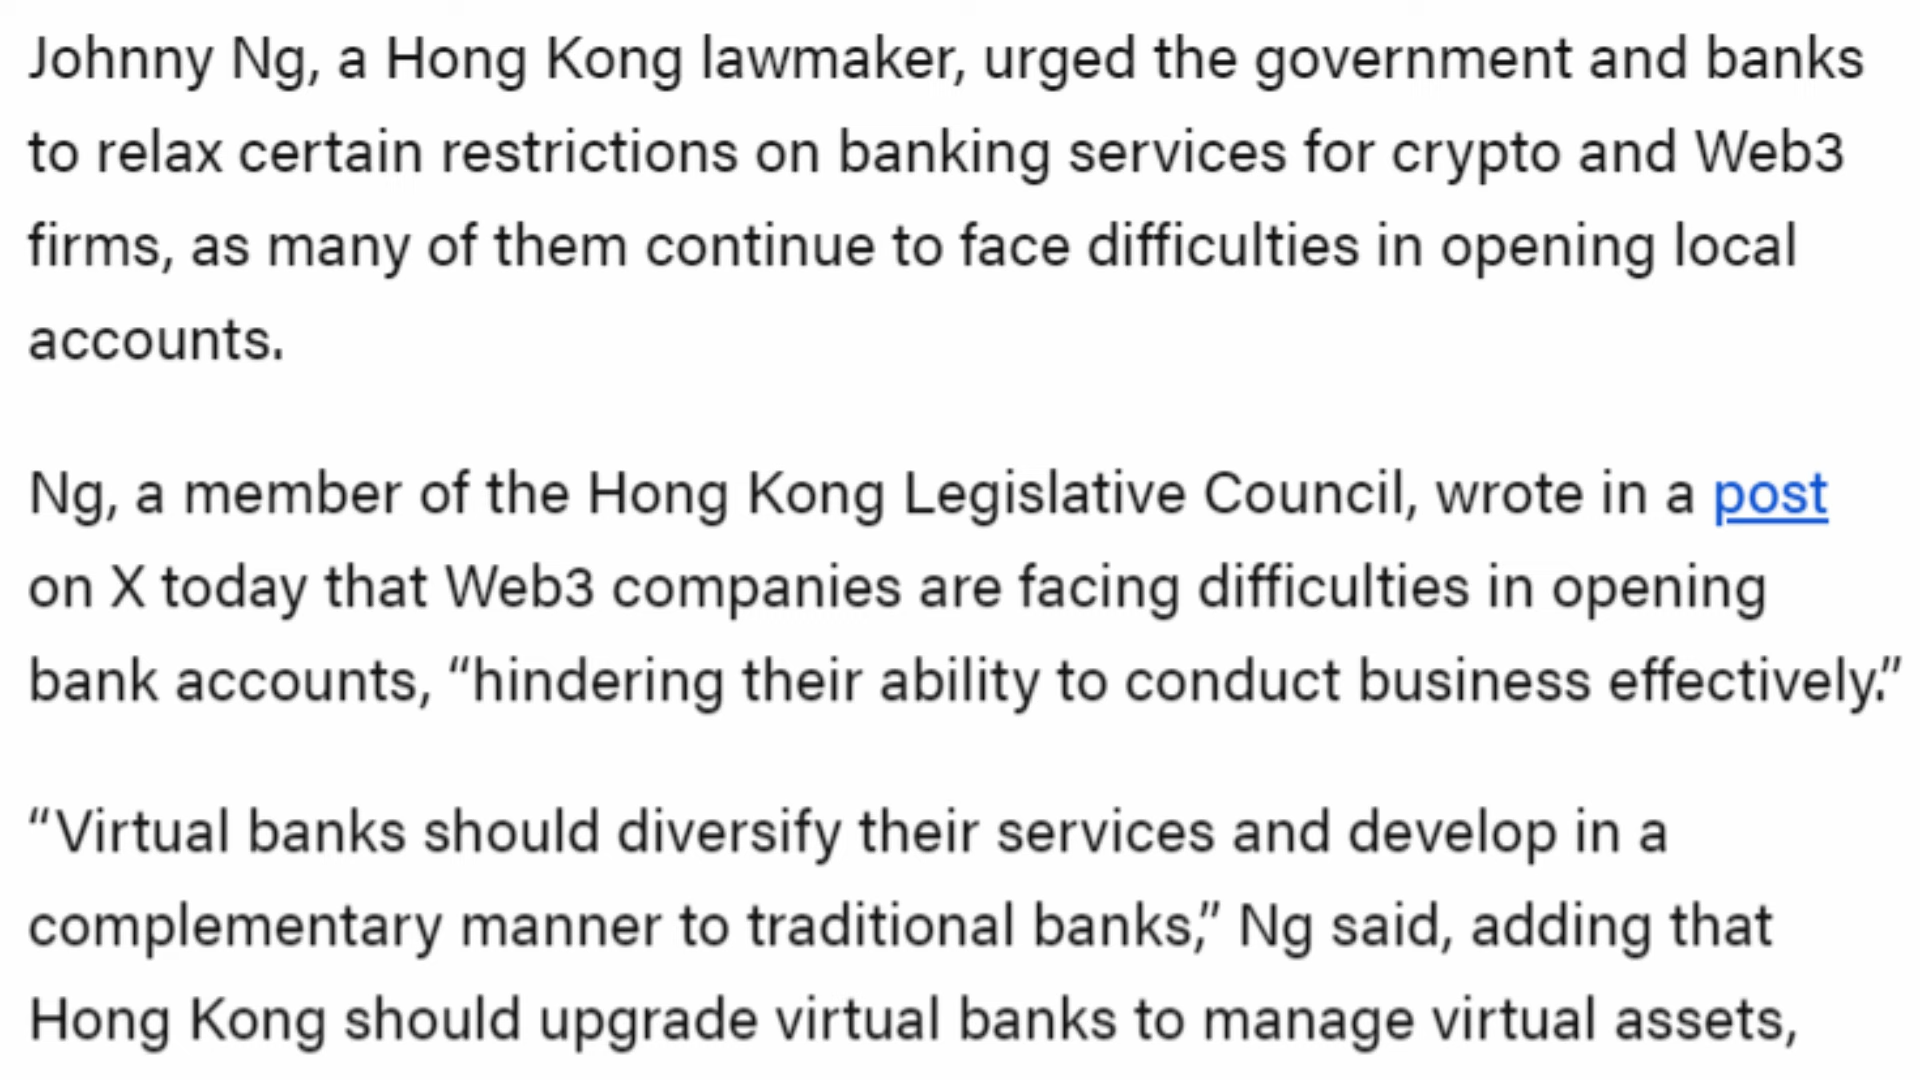 Johnny Ng, a Hong Kong lawmaker, urged the government and banks
to relax certain restrictions on banking services for crypto and Web3
firms, as many of them continue to face difficulties in opening local
accounts.
Ng, a member of the Hong Kong Legislative Council, wrote in a post
on X today that Web3 companies are facing difficulties in opening
bank accounts, “hindering their ability to conduct business effectively.”
“Virtual banks should diversify their services and develop in a
complementary manner to traditional banks,” Ng said, adding that
Hong Kong should upgrade virtual banks to manage virtual assets,